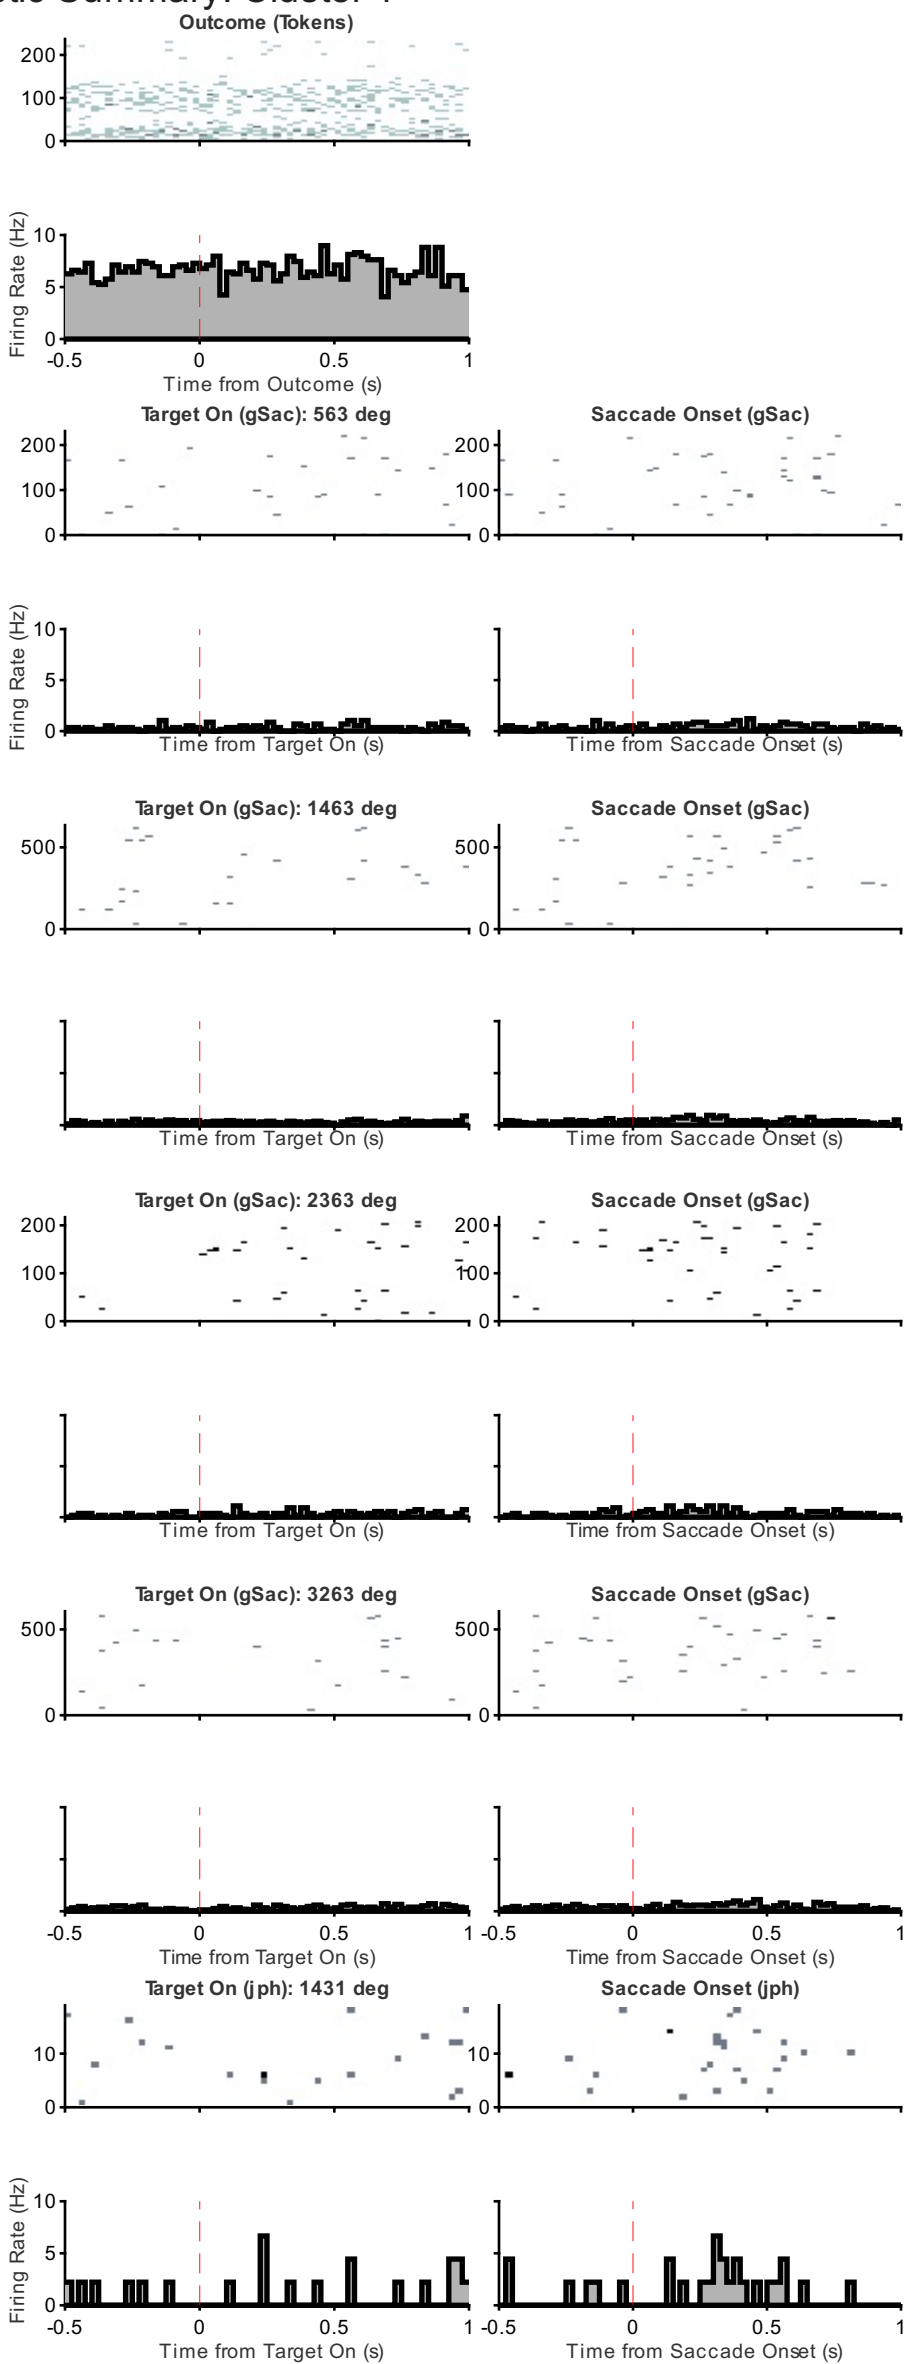 Outcome (Tokens)
200
100
0
Firing Rate (Hz)
10
5
0
-0.5 0 0.5 1
Time from Outcome (s)
Target On (gSac): 563 deg Saccade Onset (gSac)
200 200
100 100
0 0
Firing Rate (Hz)
10
5
0
Time from Target On (s) Time from Saccade Onset (s)
Target On (gSac): 1463 deg Saccade Onset (gSac)
500 500
0 0
Time from Target On (s) Time from Saccade Onset (s)
Target On (gSac): 2363 deg Saccade Onset (gSac)
200 200
100 100
0 0
Time from Target On (s) Time from Saccade Onset (s)
Target On (gSac): 3263 deg Saccade Onset (gSac)
500 500
0 0
-0.5 0 0.5 1 -0.5 0 0.5 1
Time from Target On (s) Time from Saccade Onset (s)
Target On (jph): 1431 deg Saccade Onset (jph)
10 10
0 0
Firing Rate (Hz)
10
5
0
-0.5 0 0.5 1 -0.5 0 0.5 1
Time from Target On (s) Time from Saccade Onset (s)